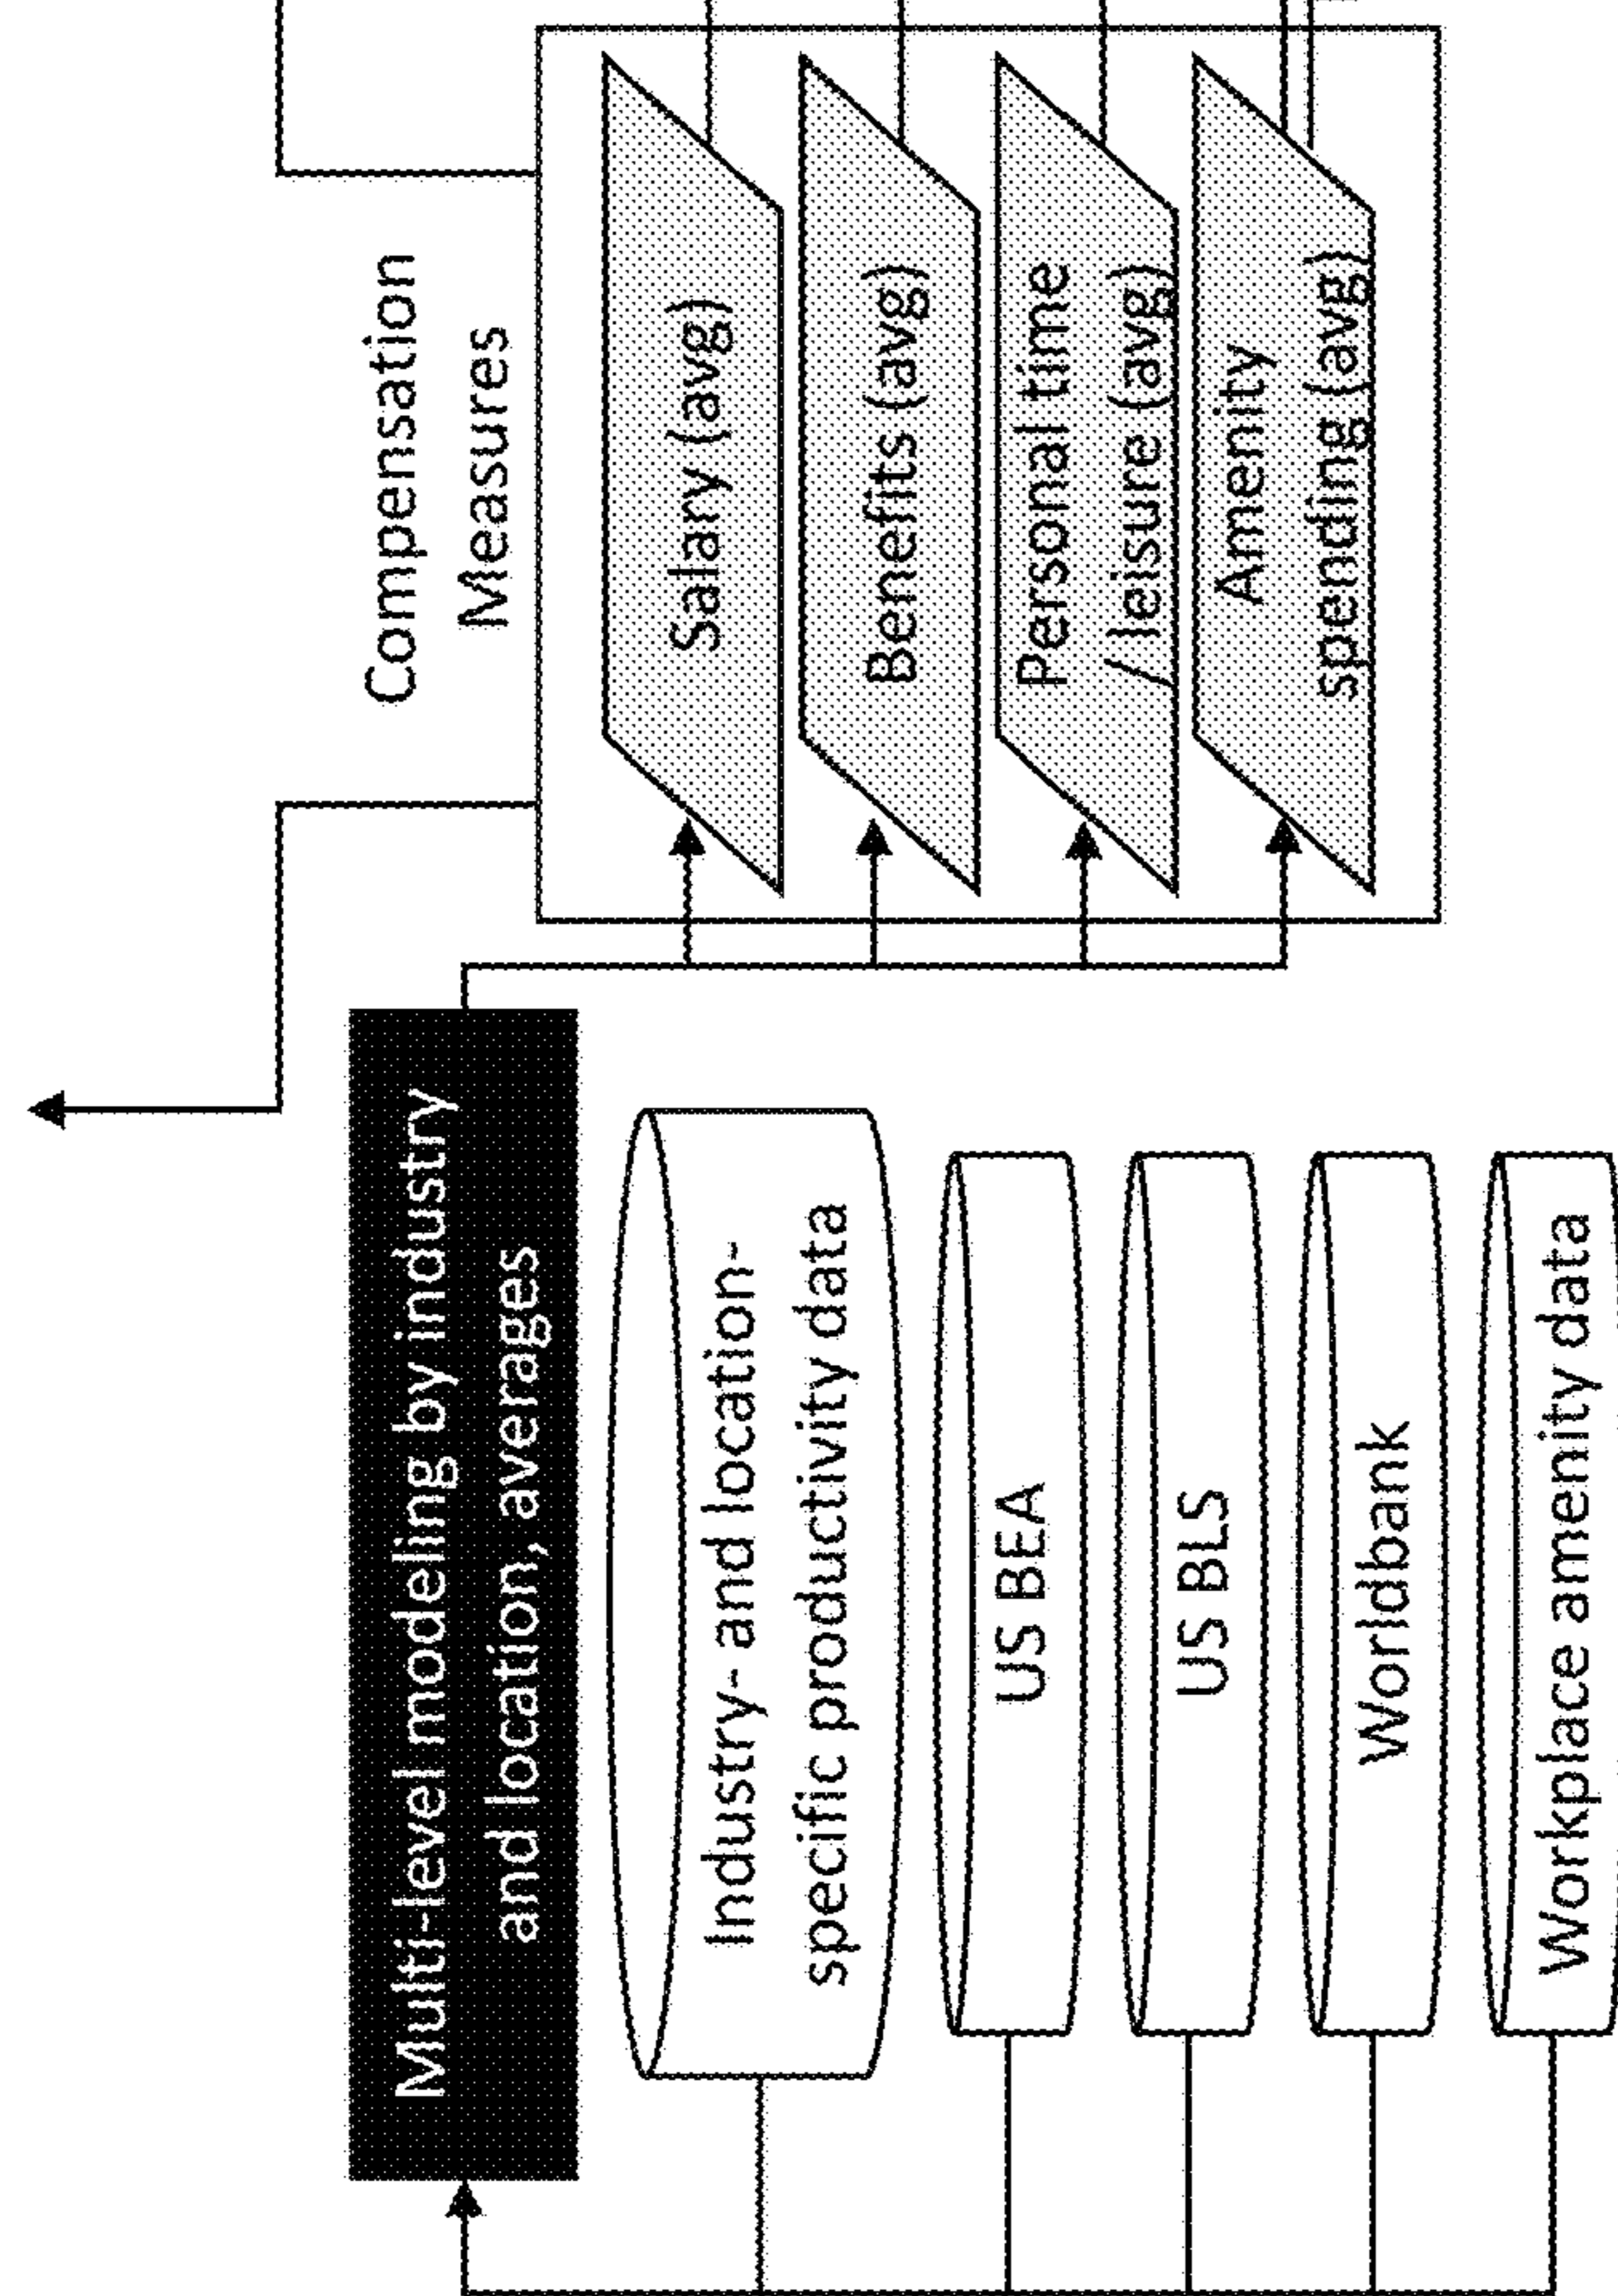 Multi-level modeling by industry
and location, averages
Industry- and location-
specific productivity data
US BEA
US BLS
Worldbank
Workplace amenity data
Compensation
Measures
Salary (avg)
Benefits (avg)
Personal time
/ leisure (avg)
Amenity
spending (avg)